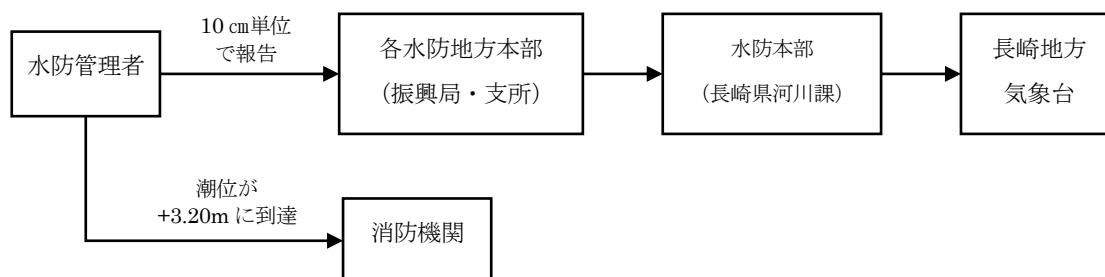 10 ㎝単位
で報告
水防管理者
各水防地方本部
（振興局・支所）
水防本部
（長崎県河川課）
長崎地方
気象台
潮位が
+3.20m に到達
消防機関